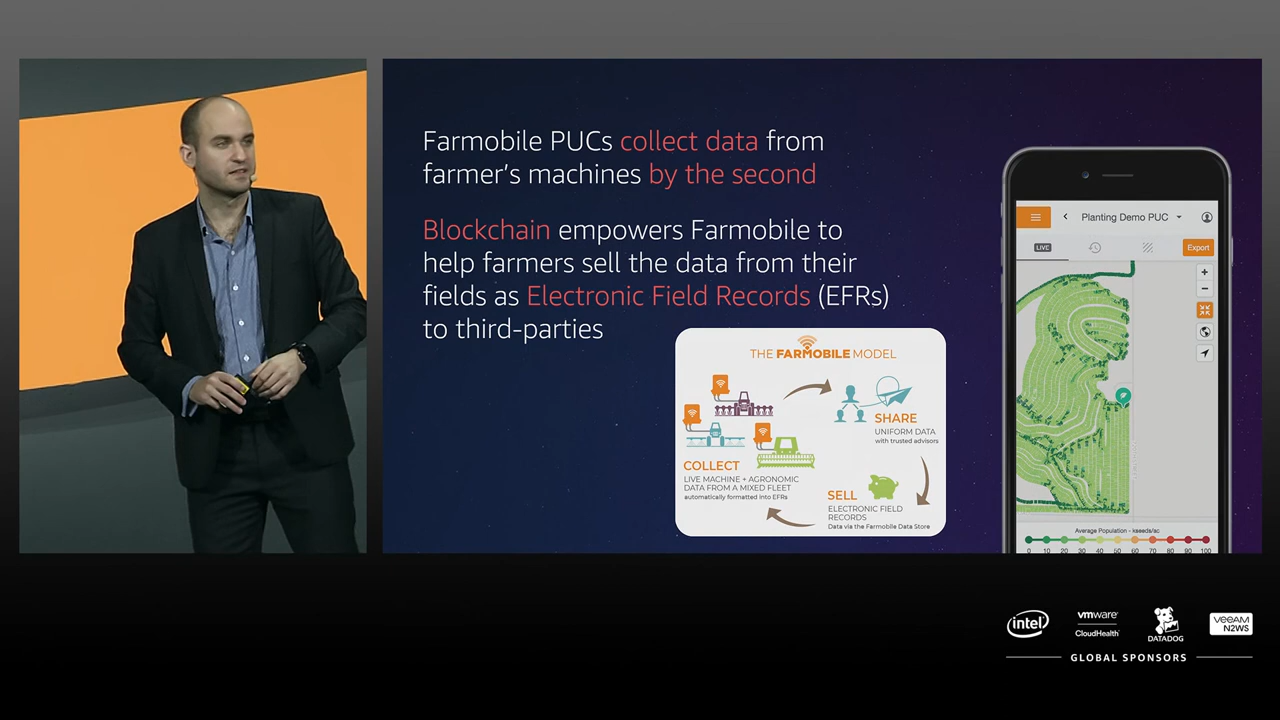 Farmobile PUCs collect data from
farmer's machines by the second
Blockchain empowers Farmobile to
help farmers sell the data from their
fields as Electronic Field Records (EFRs)
to third-parties
THE FARMOBILE MODEL
COLLECT
LIVE MACHINE + AGRONOMIC
DATA FROM A MIXED FLEET
automatically formatted into EFRs
SHARE
UNIFORM DATA
with trusted advisors
SELL
ELECTRONIC FIELD
RECORDS
Data via the Farmobile Data Store
Planting Demo PUC
LIVE
Export
+
−
Average Population - kseeds/ac
0 10 20 30 40 50 60 70 80 90 100
intel
vmware
CloudHealth
DATADOG
VEEAM
N2WS
GLOBAL SPONSORS